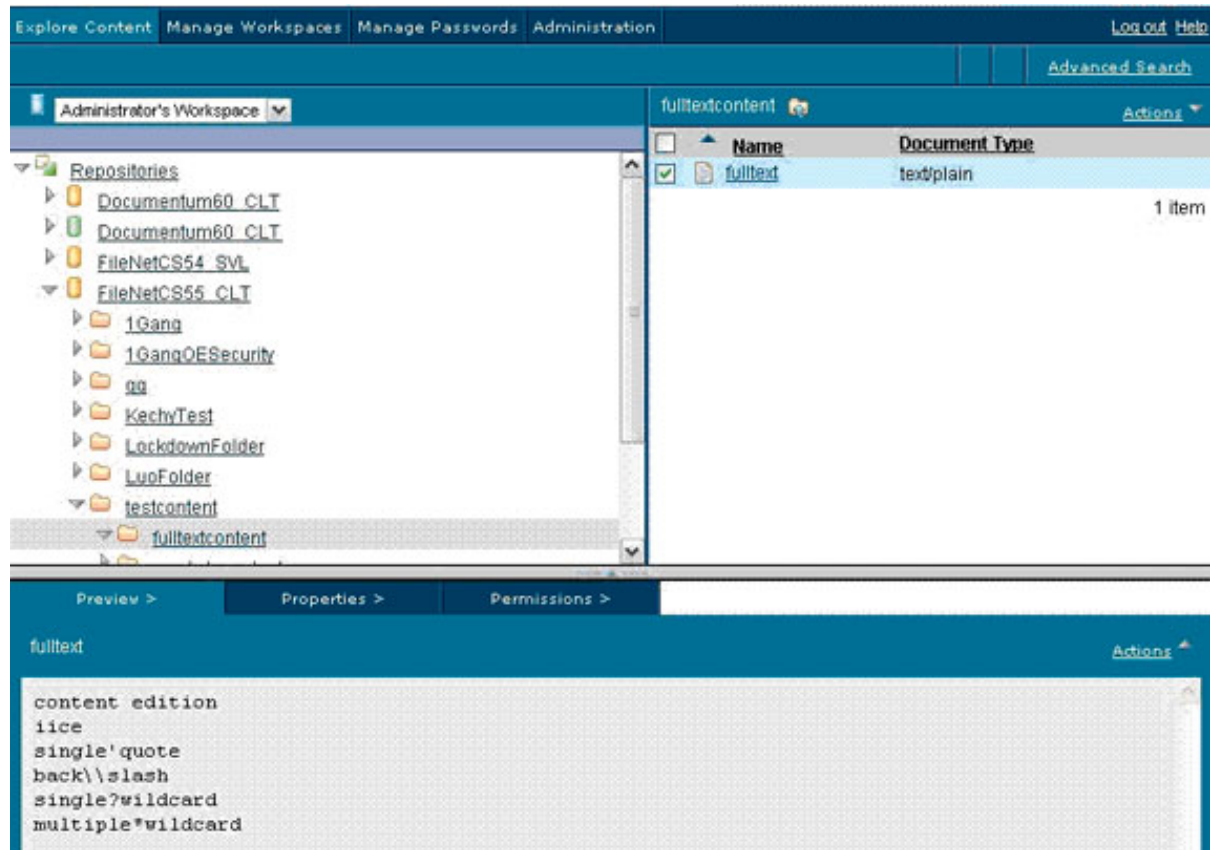 Explore Content Manage Workspaces Manage Passwords Administration Log out Help
Advanced Search
Administrator's Workspace
Repositories
Documentum60_CLT
Documentum60_CLT
FileNetCS54_SVL
FileNetCS55_CLT
1Gang
1GangOESecurity
gg
KechyTest
LockdownFolder
LuoFolder
testcontent
fulltextcontent
fulltextcontent Actions
Name Document Type
fulltext text/plain
1 item
Preview > Properties > Permissions >
fulltext Actions
content edition
iice
single'quote
back\\slash
single?wildcard
multiple*wildcard